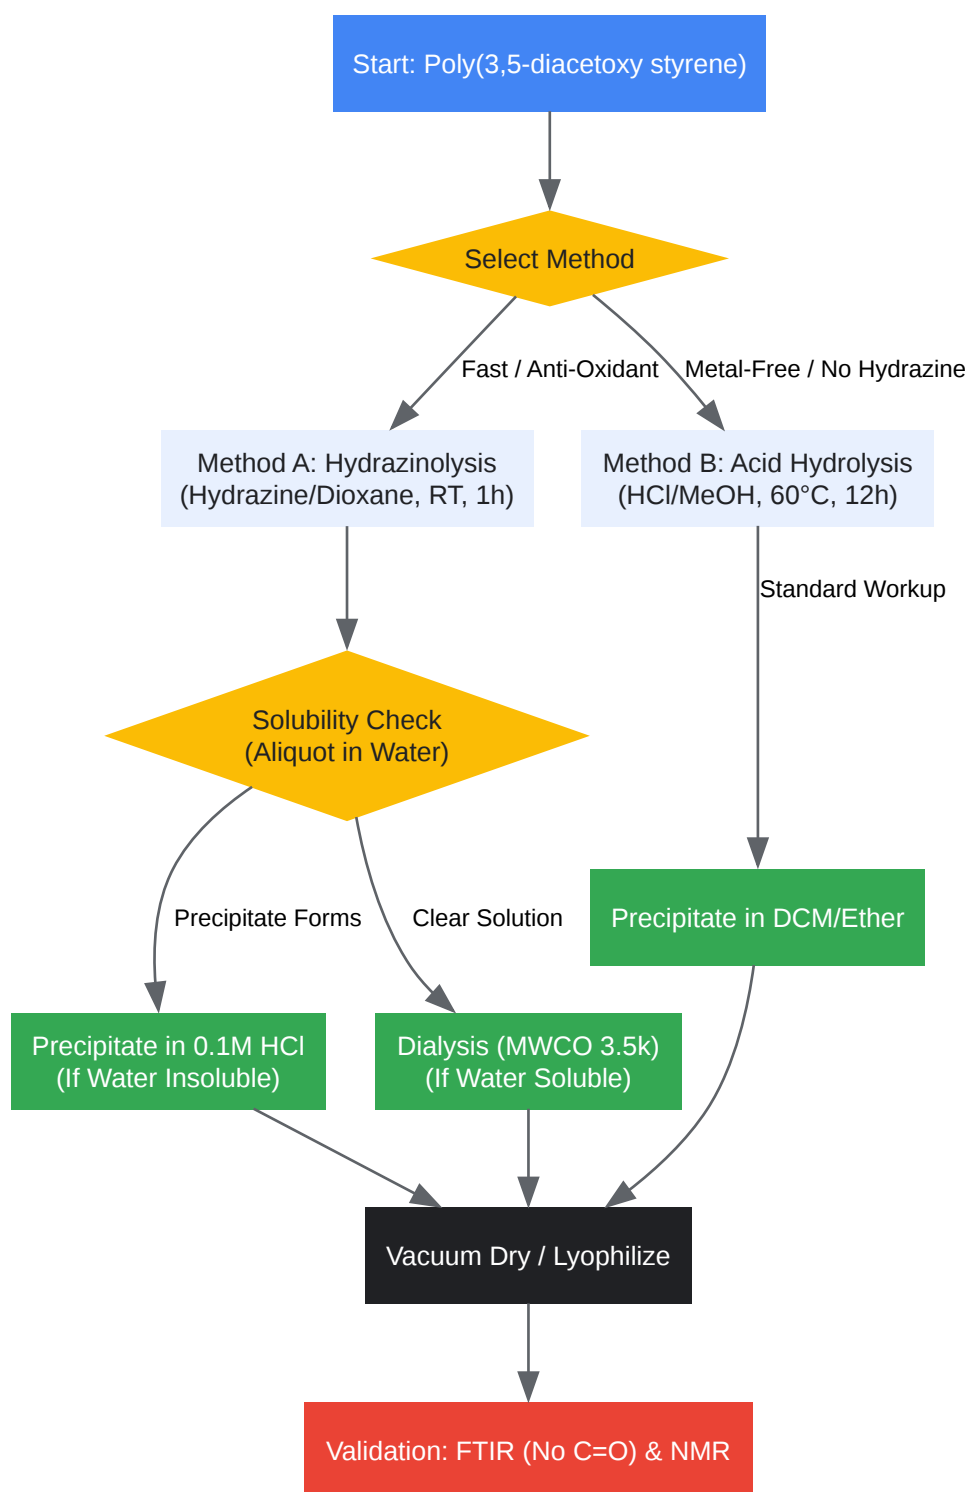 Start: Poly(3,5-diacetoxy styrene)
Select Method
Fast / Anti-Oxidant
Metal-Free / No Hydrazine
Method A: Hydrazinolysis
(Hydrazine/Dioxane, RT, 1h)
Method B: Acid Hydrolysis
(HCl/MeOH, 60°C, 12h)
Standard Workup
Solubility Check
(Aliquot in Water)
Precipitate Forms
Clear Solution
Precipitate in DCM/Ether
Precipitate in 0.1M HCl
(If Water Insoluble)
Dialysis (MWCO 3.5k)
(If Water Soluble)
Vacuum Dry / Lyophilize
Validation: FTIR (No C=O) & NMR